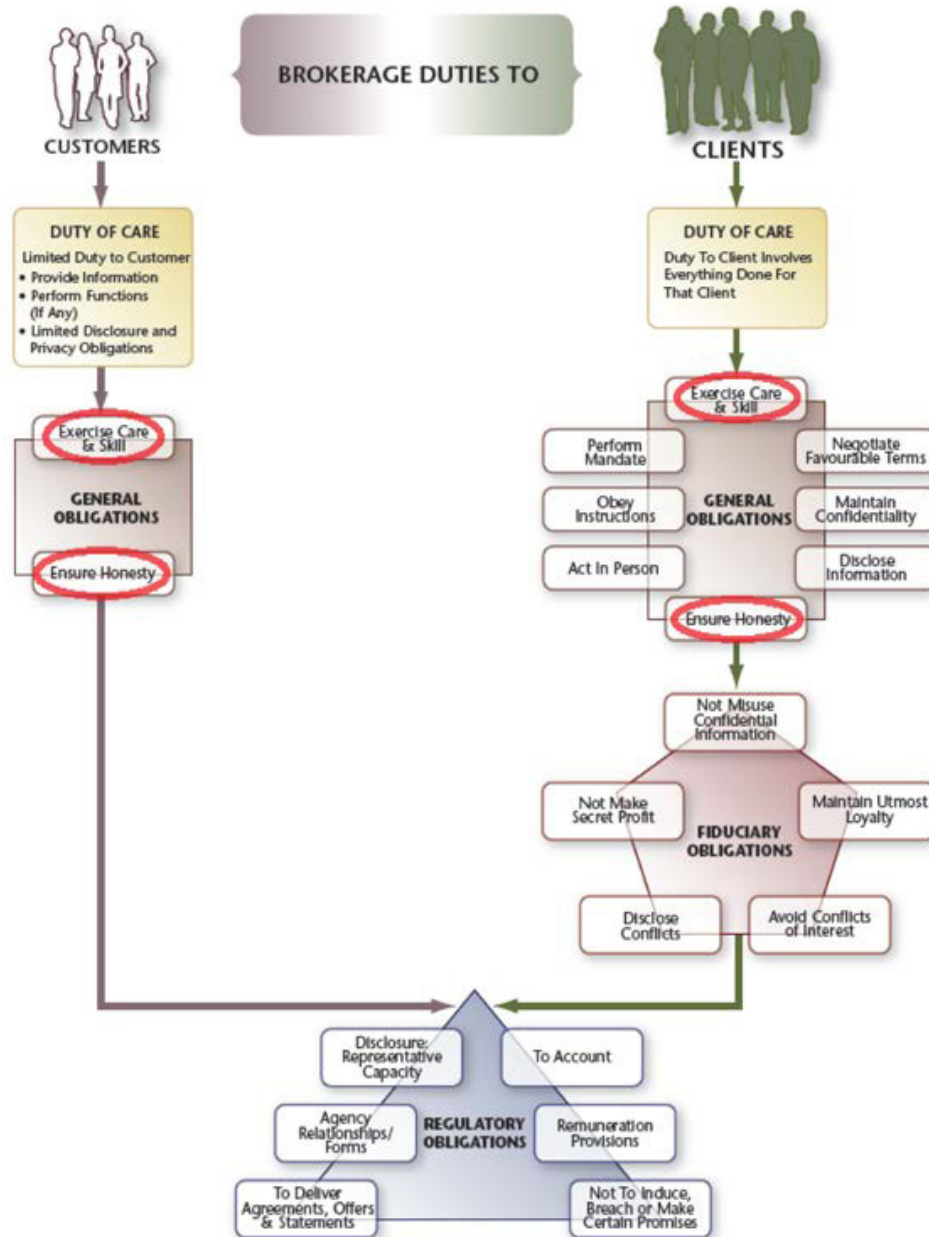 BROKERAGE DUTIES TO
CUSTOMERS
CLIENTS
DUTY OF CARE
Limited Duty to Customer
• Provide Information
• Perform Functions
(If Any)
• Limited Disclosure and
Privacy Obligations
DUTY OF CARE
Duty To Client Involves
Everything Done For
That Client
Exercise Care
& Skill
GENERAL
OBLIGATIONS
Ensure Honesty
Exercise Care
& Skill
Perform
Mandate
Negotiate
Favourable Terms
Obey
Instructions
GENERAL
OBLIGATIONS
Maintain
Confidentiality
Act In Person
Disclose
Information
Ensure Honesty
Not Misuse
Confidential
Information
Not Make
Secret Profit
Maintain Utmost
Loyalty
FIDUCIARY
OBLIGATIONS
Disclose
Conflicts
Avoid Conflicts
of Interest
Disclosure:
Representative
Capacity
To Account
Agency
Relationships/
Forms
REGULATORY
OBLIGATIONS
Remuneration
Provisions
To Deliver
Agreements, Offers
& Statements
Not To Induce,
Breach or Make
Certain Promises